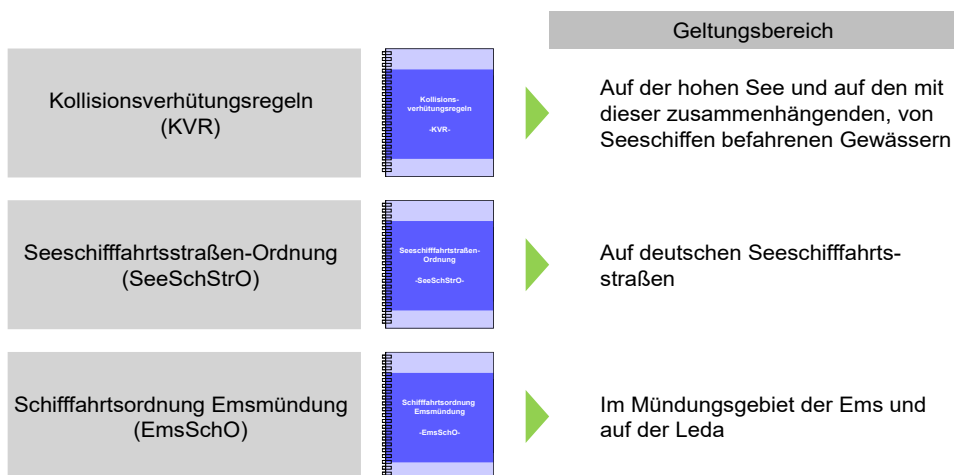 Geltungsbereich
Kollisionsverhütungsregeln
(KVR)
Kollisions-
verhütungsregeln
-KVR-
Auf der hohen See und auf den mit
dieser zusammenhängenden, von
Seeschiffen befahrenen Gewässern
Seeschifffahrtsstraßen-Ordnung
(SeeSchStrO)
Seeschifffahrtstraßen-
Ordnung
-SeeSchStrO-
Auf deutschen Seeschifffahrts-
straßen
Schifffahrtsordnung Emsmündung
(EmsSchO)
Schifffahrtsordnung
Emsmündung
-EmsSchO-
Im Mündungsgebiet der Ems und
auf der Leda